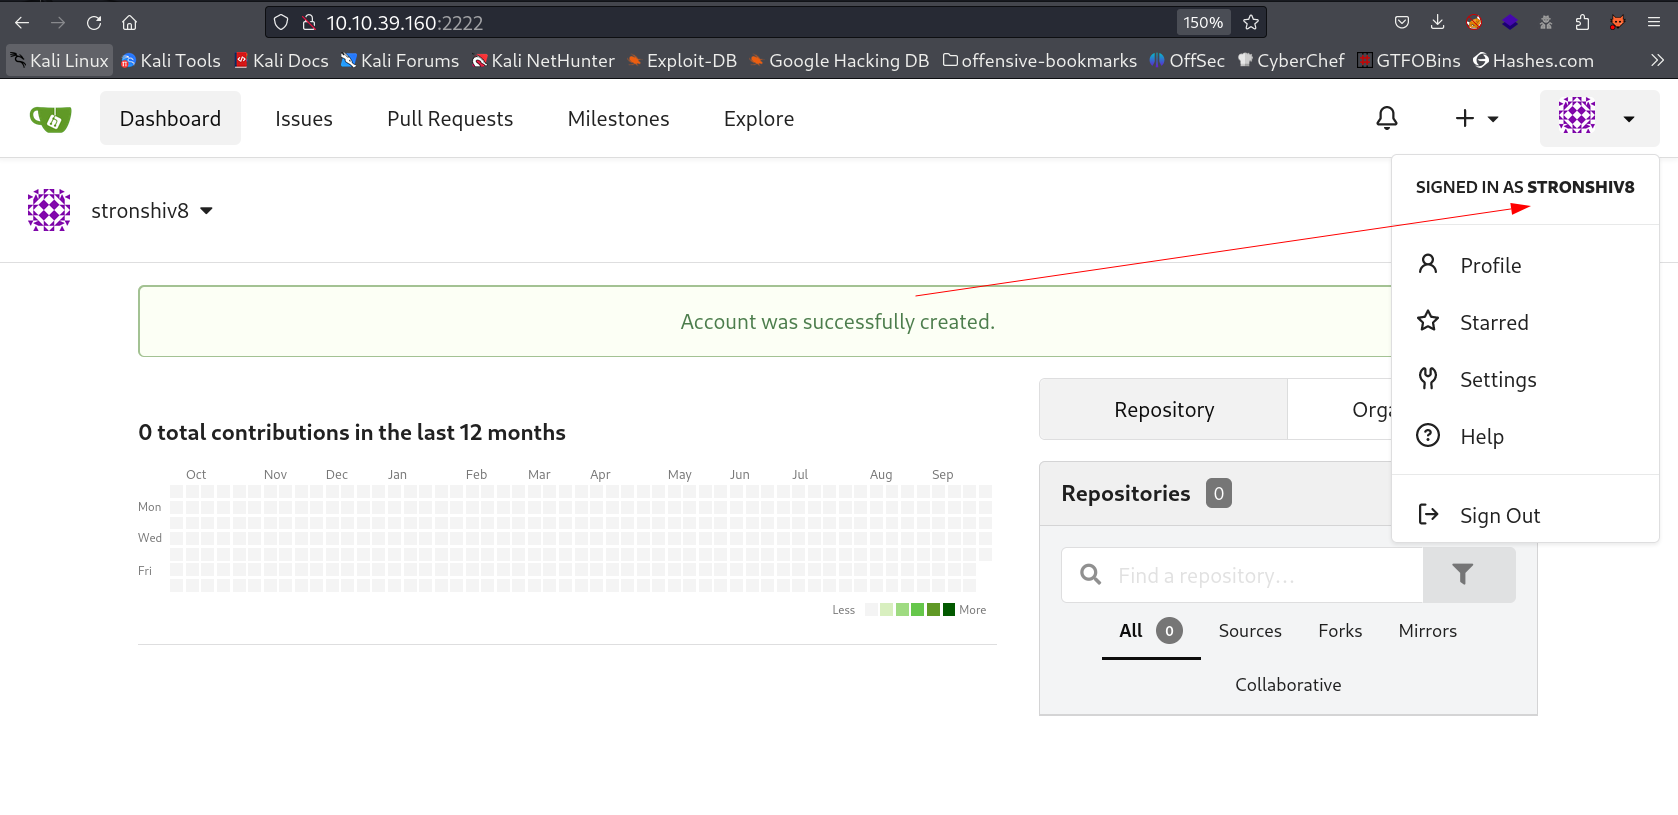 10.10.39.160:2222 150%
Kali Linux Kali Tools Kali Docs Kali Forums Kali NetHunter Exploit-DB Google Hacking DB offensive-bookmarks OffSec CyberChef GTFOBins Hashes.com
Dashboard Issues Pull Requests Milestones Explore
SIGNED IN AS STRONSHIV8
stronshiv8
Profile
Starred
Settings
Help
Sign Out
Account was successfully created.
0 total contributions in the last 12 months
Oct Nov Dec Jan Feb Mar Apr May Jun Jul Aug Sep
Mon
Wed
Fri
Less More
Repository Orga
Repositories 0
Find a repository...
All 0 Sources Forks Mirrors
Collaborative